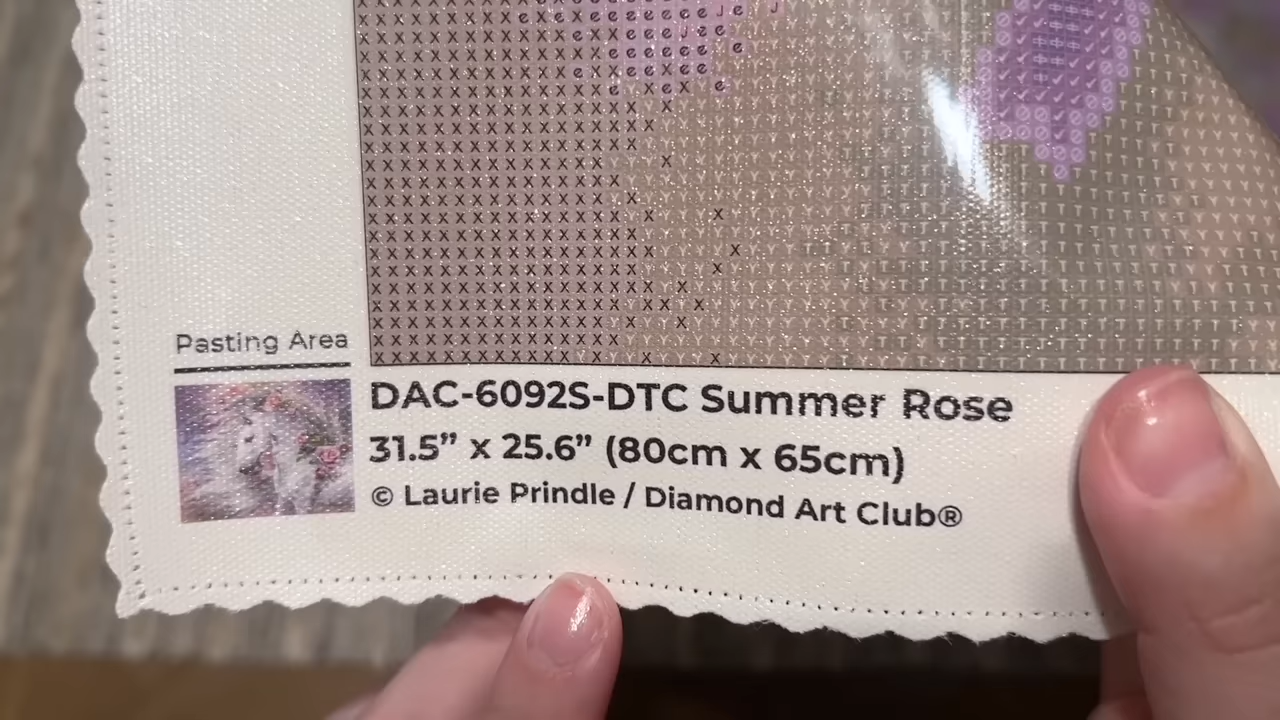 Pasting Area
DAC-6092S-DTC Summer Rose
31.5” x 25.6” (80cm x 65cm)
© Laurie Prindle / Diamond Art Club®